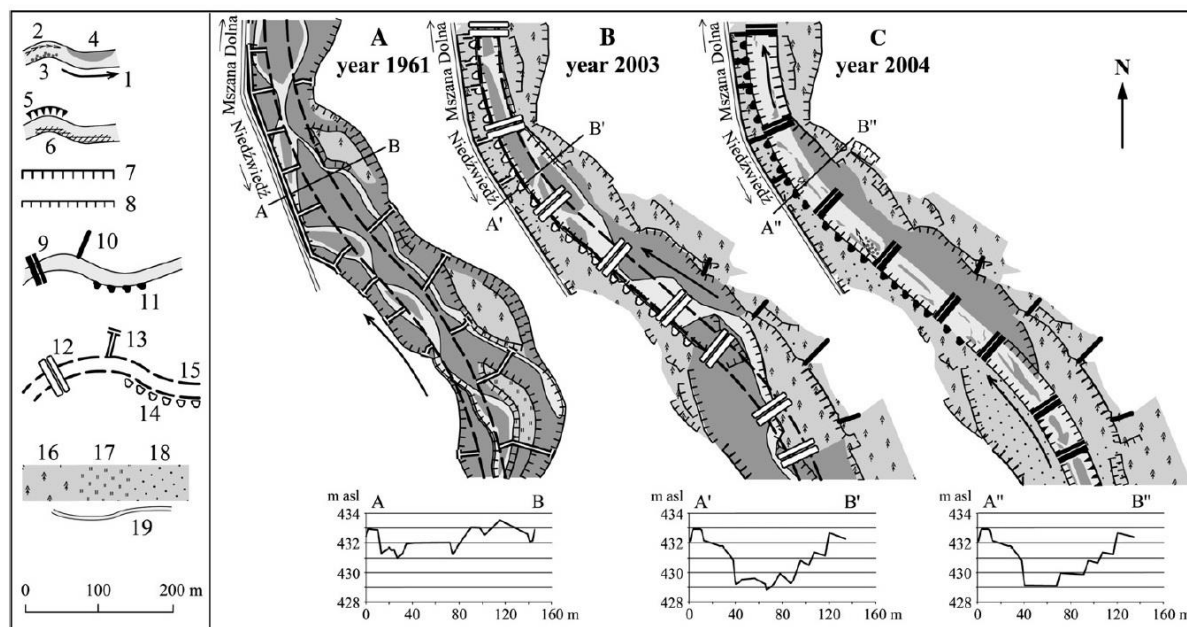 2
4
3
1
5
6
7
8
9
10
11
12
13
15
14
16 17 18
19
0 100 200 m
A
year 1961
Mszana Dolna
Niedźwiedź
B
A
B
year 2003
Mszana Dolna
Niedźwiedź
B'
A'
C
year 2004
Mszana Dolna
Niedźwiedź
B"
A"
N
m asl A B
434
432
430
428
0 40 80 120 160 m
m asl A' B'
434
432
430
428
0 40 80 120 160 m
m asl A" B"
434
432
430
428
0 40 80 120 160 m